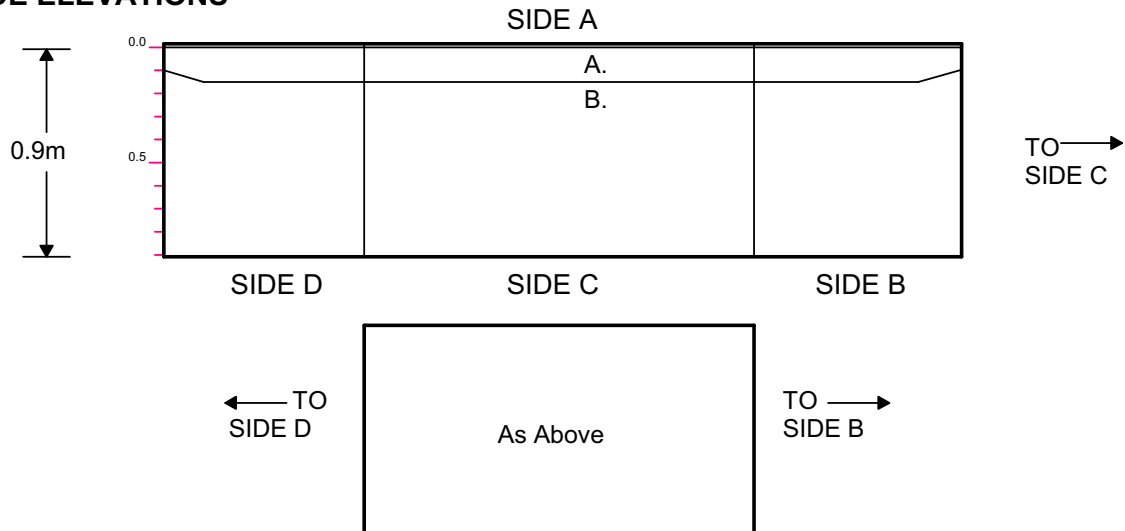 ELEVATIONS
SIDE A
0.0
A.
B.
0.9m
0.5
TO
SIDE C
SIDE D
SIDE C
SIDE B
TO
SIDE D
As Above
TO
SIDE B